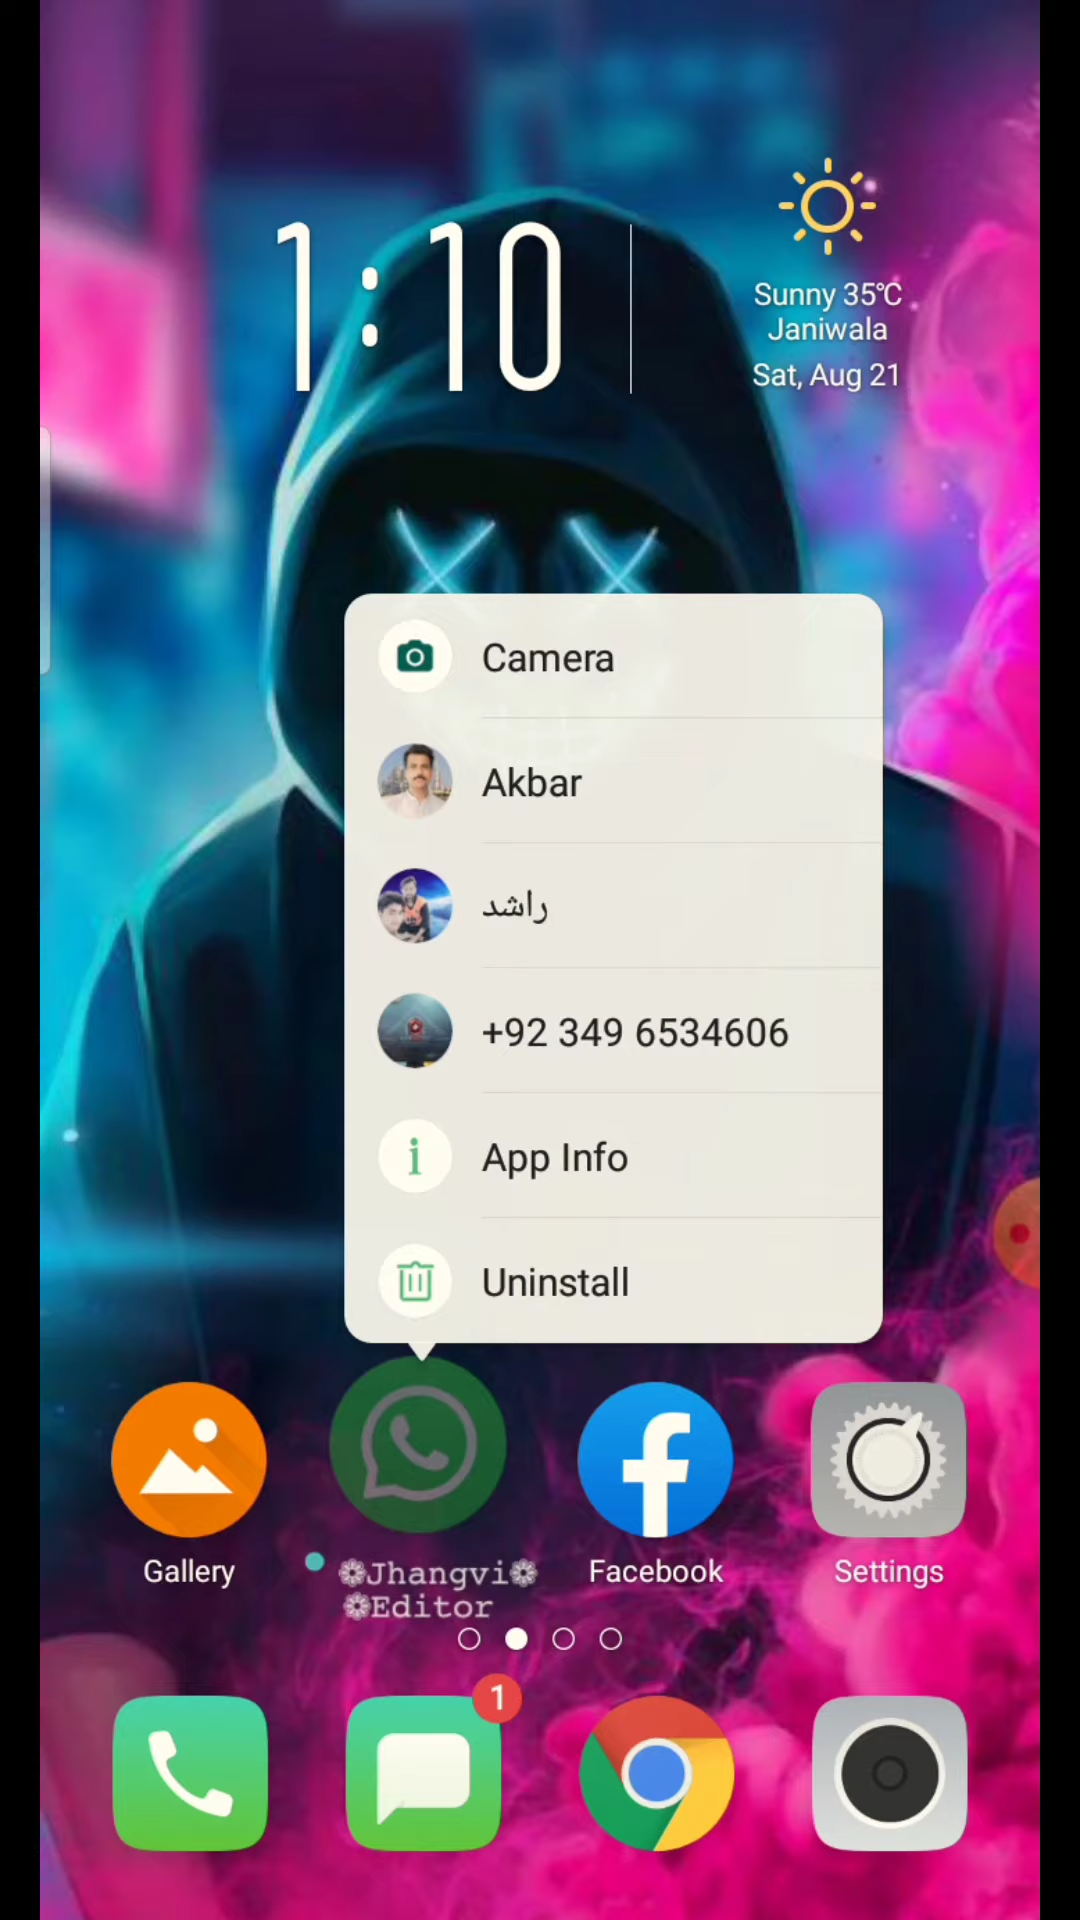 1:10
Sunny 35℃
Janiwala
Sat, Aug 21
Camera
Akbar
راشد
+92 349 6534606
App Info
Uninstall
Gallery
❁Jhangvi❁
❁Editor
Facebook
Settings
1